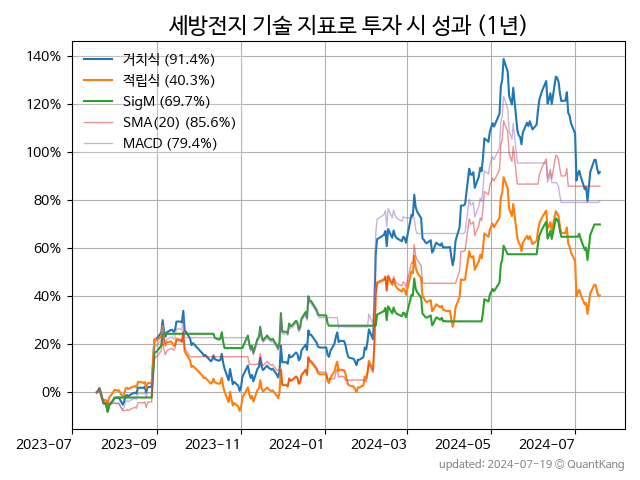 세방전지 기술 지표로 투자 시 성과 (1년)
거치식 (91.4%)
적립식 (40.3%)
SigM (69.7%)
SMA(20) (85.6%)
MACD (79.4%)
140%
120%
100%
80%
60%
40%
20%
0%
2023-07 2023-09 2023-11 2024-01 2024-03 2024-05 2024-07
updated: 2024-07-19 © QuantKang